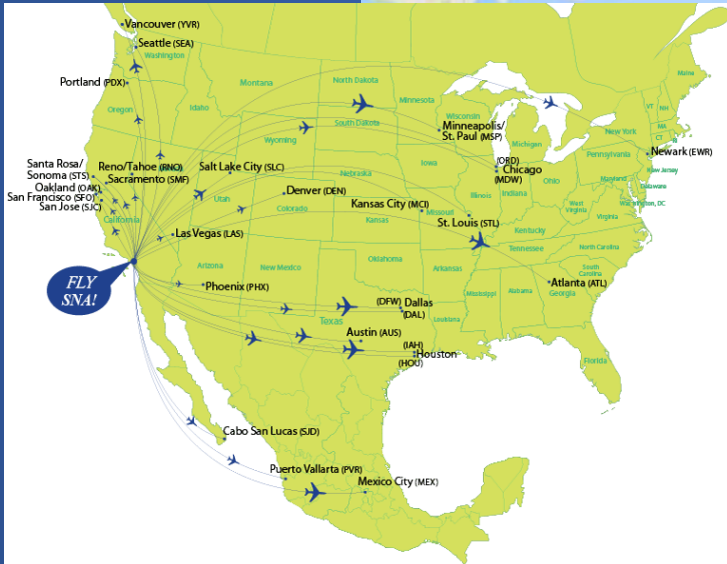 Vancouver (YVR)
Seattle (SEA)
Washington
Portland (PDX)
Oregon
Idaho
Montana
North Dakota
Minnesota
South Dakota
Wisconsin
Michigan
Maine
VT
NH
New York
CT
Minneapolis/
St. Paul (MSP)
Wyoming
Newark (EWR)
Pennsylvania
New Jersey
Santa Rosa/
Sonoma (STS)
Reno/Tahoe (RNO)
Sacramento (SMF)
Oakland (OAK)
San Francisco (SFO)
San Jose (SJC)
California
Salt Lake City (SLC)
Utah
Denver (DEN)
Colorado
Nebraska
Iowa
(ORD)
Chicago
(MDW)
Illinois
Indiana
Ohio
Maryland
Delaware
Washington, DC
West
Virginia
Virginia
Kansas City (MCI)
Missouri
Kansas
St. Louis (STL)
Kentucky
Las Vegas (LAS)
FLY
SNA!
Arizona
New Mexico
Oklahoma
Arkansas
Tennessee
North Carolina
South
Carolina
Phoenix (PHX)
Atlanta (ATL)
Georgia
Alabama
Mississippi
(DFW)
Dallas
(DAL)
Louisiana
Texas
Austin (AUS)
(IAH)
Houston
(HOU)
Florida
Cabo San Lucas (SJD)
Puerto Vallarta (PVR)
Mexico City (MEX)